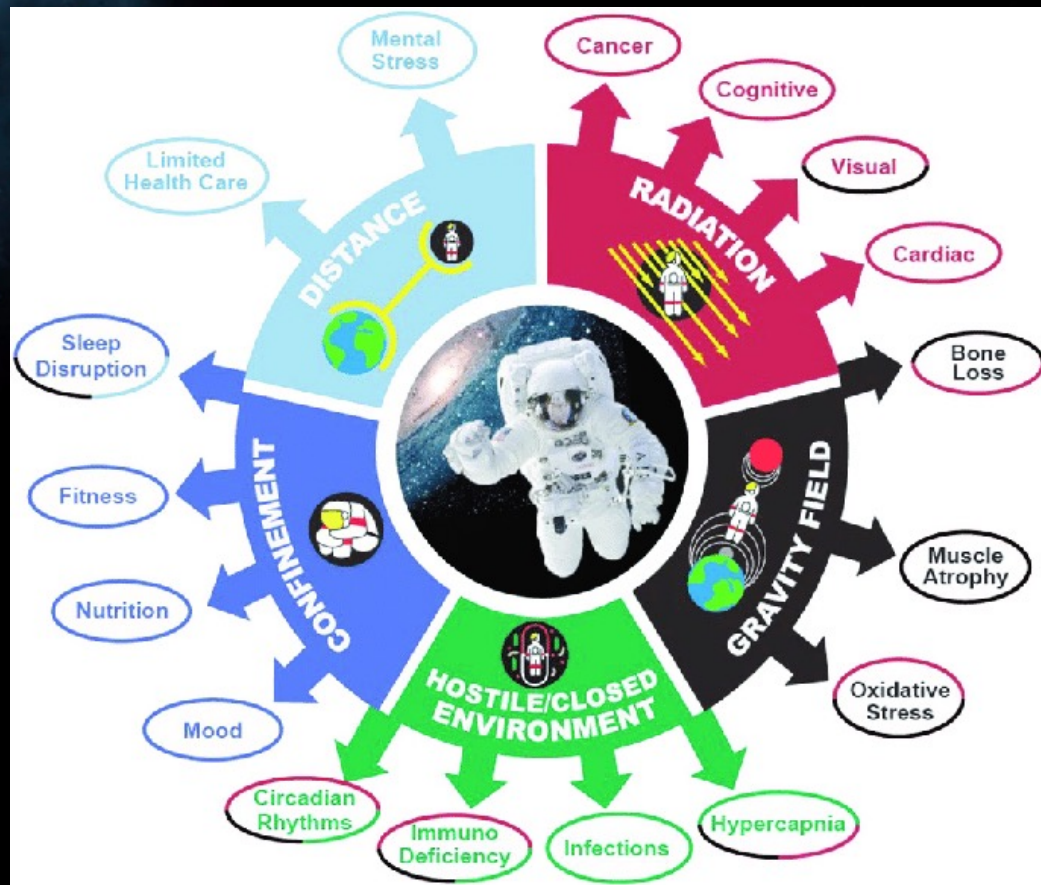 Mental
Stress
Limited
Health Care
DISTANCE
Cancer
Cognitive
Visual
Cardiac
RADIATION
Bone
Loss
Muscle
Atrophy
Oxidative
Stress
GRAVITY FIELD
HOSTILE/CLOSED
ENVIRONMENT
Hypercapnia
Infections
Immuno
Deficiency
Circadian
Rhythms
CONFINEMENT
Mood
Nutrition
Fitness
Sleep
Disruption